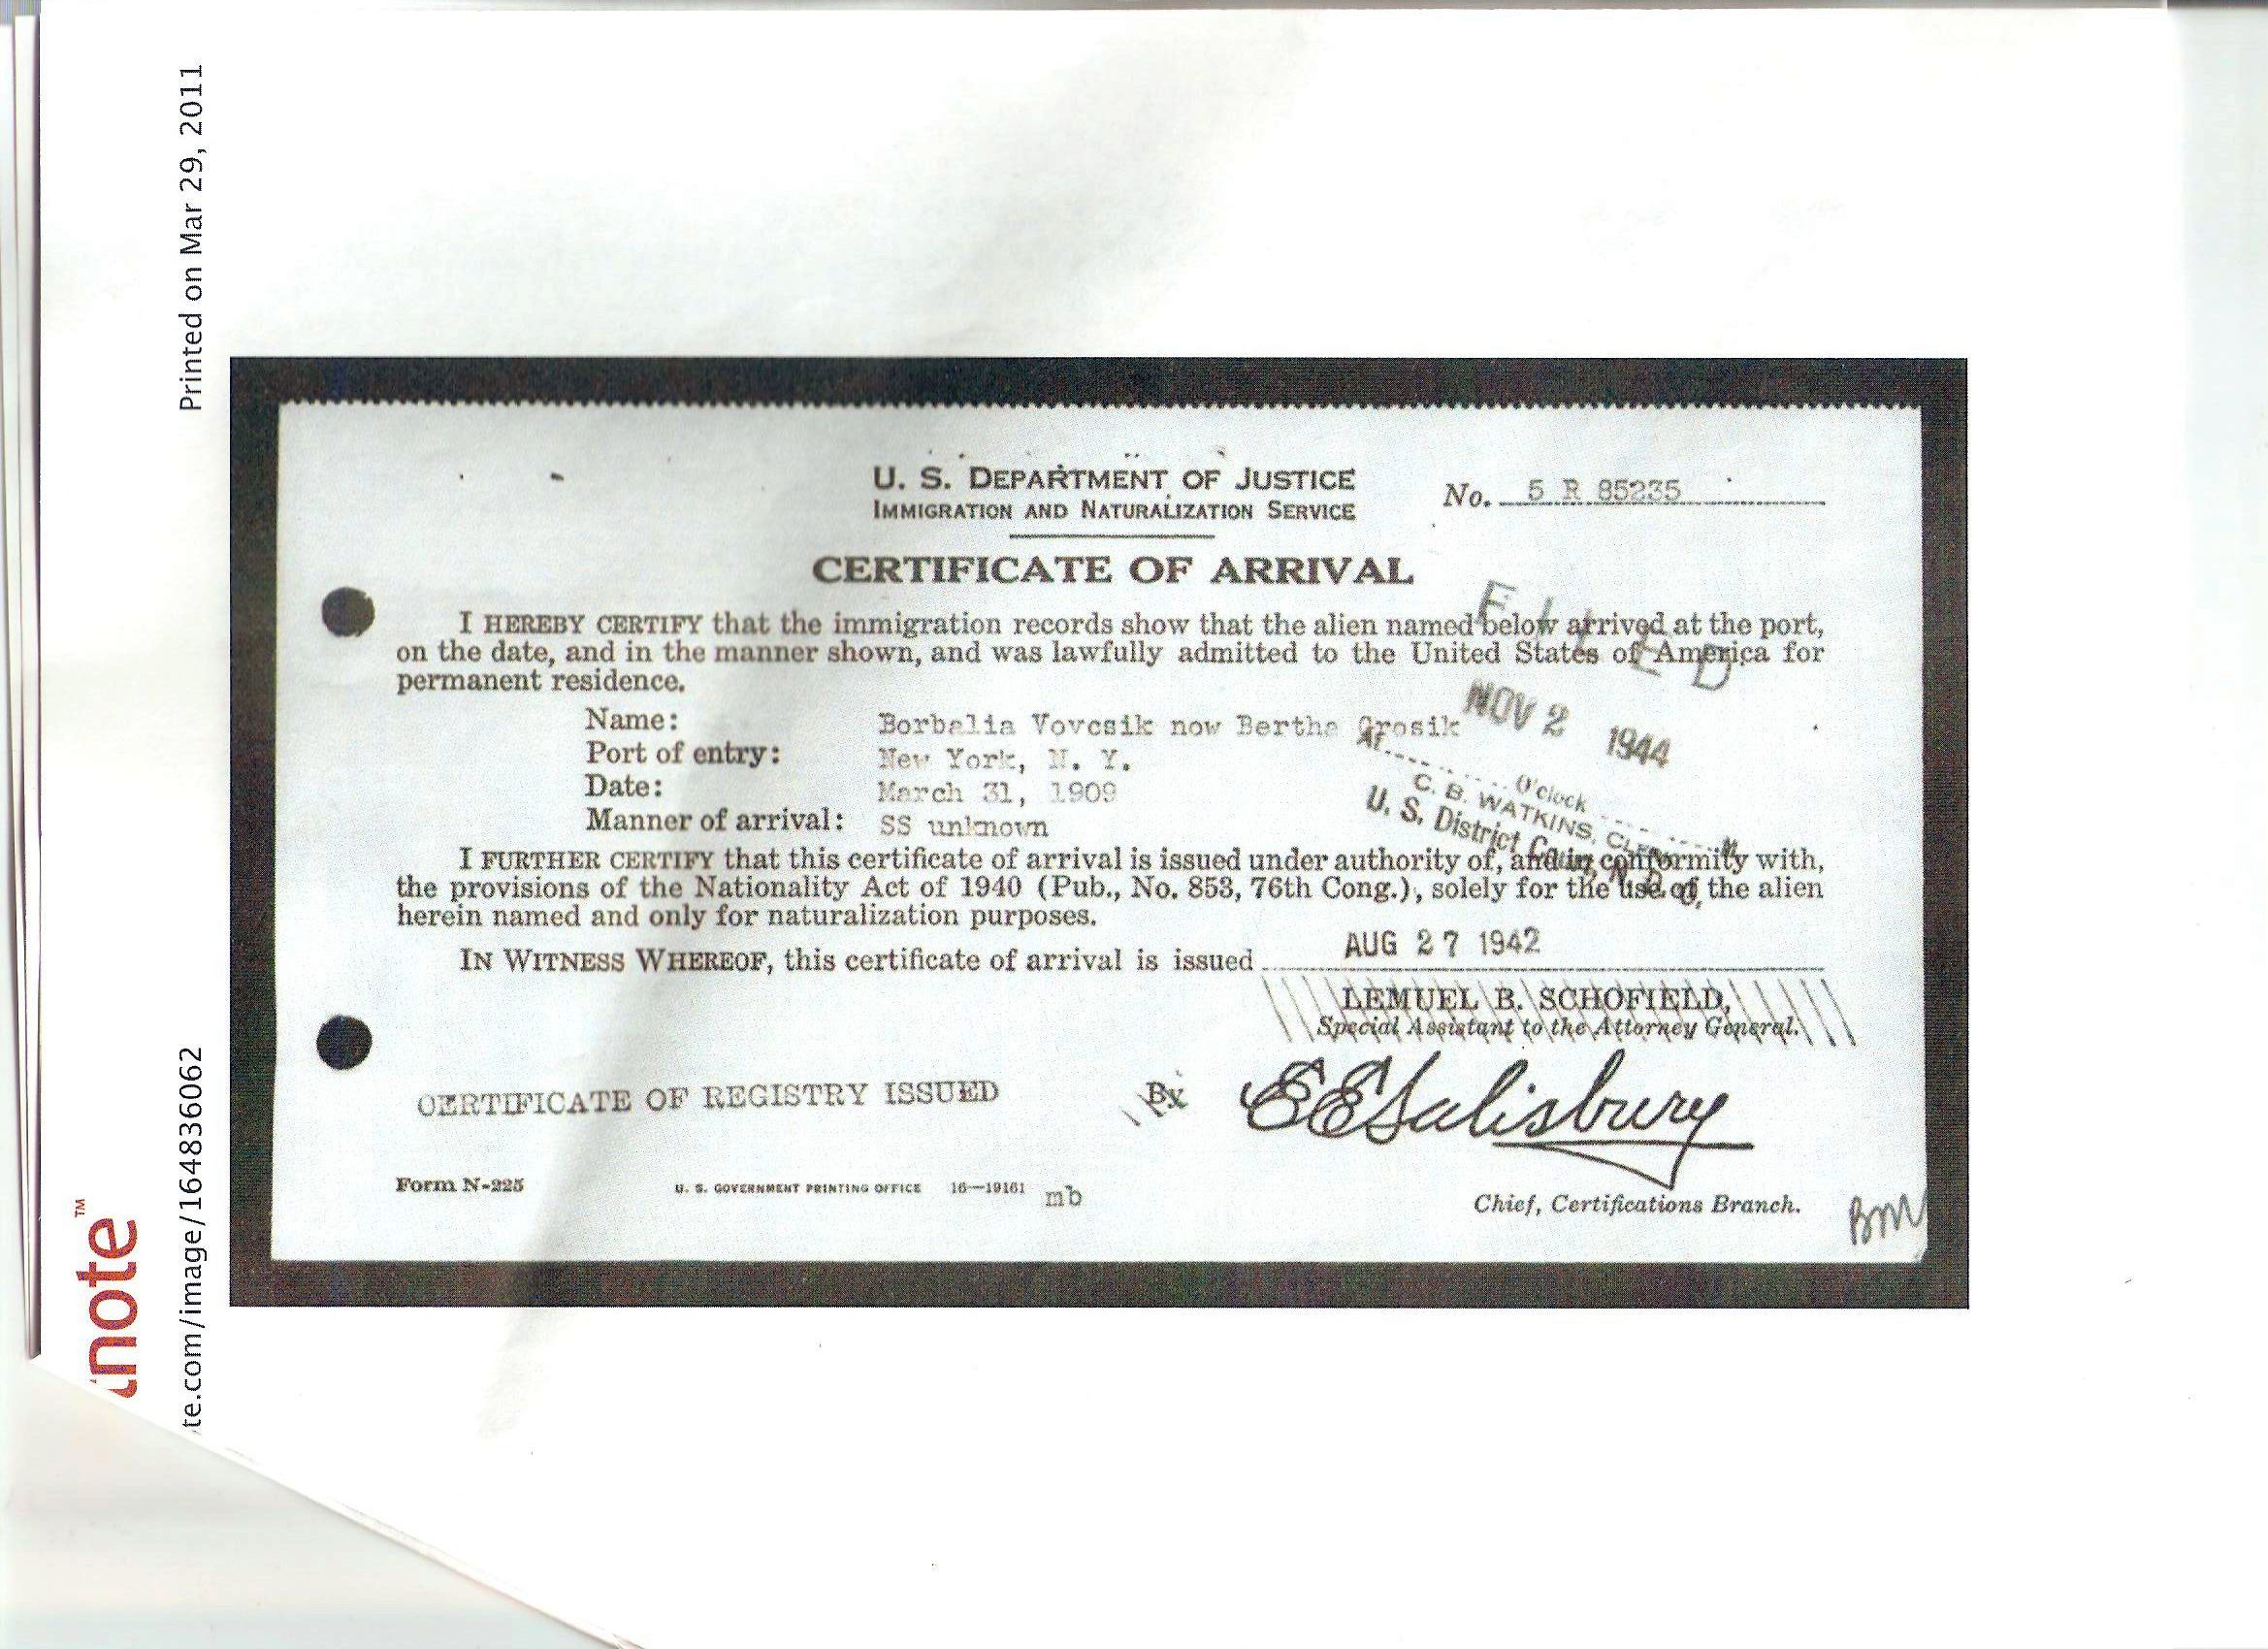 Printed on Mar 29, 2011
te.com/image/164836062
note™
U. S. DEPARTMENT OF JUSTICE
IMMIGRATION AND NATURALIZATION SERVICE
No. 5 R 85235
CERTIFICATE OF ARRIVAL
I HEREBY CERTIFY that the immigration records show that the alien named below arrived at the port,
on the date, and in the manner shown, and was lawfully admitted to the United States of America for
permanent residence.
FILED
Name: Borbalia Vovcsik now Bertha Grosik
NOV 2 1944
Port of entry: New York, N. Y.
At O'clock M
Date: March 31, 1909
C. B. WATKINS, CLERK
Manner of arrival: SS unknown
U. S. District Court, N. D. O.
I FURTHER CERTIFY that this certificate of arrival is issued under authority of, and in conformity with,
the provisions of the Nationality Act of 1940 (Pub., No. 853, 76th Cong.), solely for the use of the alien
herein named and only for naturalization purposes.
IN WITNESS WHEREOF, this certificate of arrival is issued AUG 27 1942
LEMUEL B. SCHOFIELD,
Special Assistant to the Attorney General.
CERTIFICATE OF REGISTRY ISSUED
By E E Salisbury
Form N-225
U. S. GOVERNMENT PRINTING OFFICE 16—19161 mb
Chief, Certifications Branch.
BM